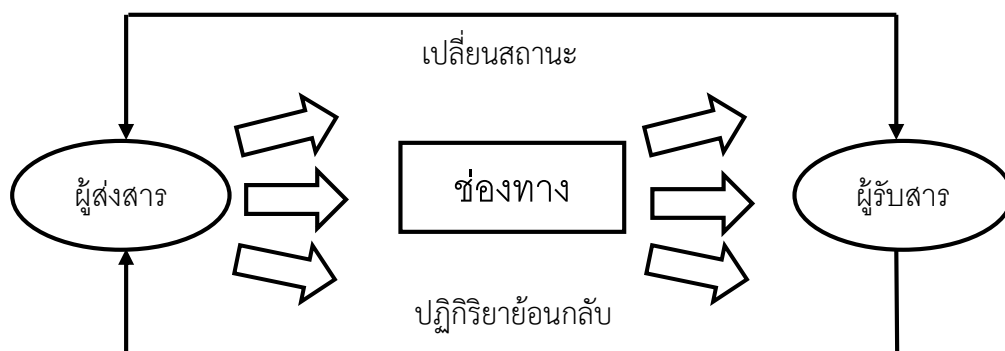 เปลี่ยนสถานะ
ผู้ส่งสาร
ช่องทาง
ผู้รับสาร
ปฏิกิริยาย้อนกลับ